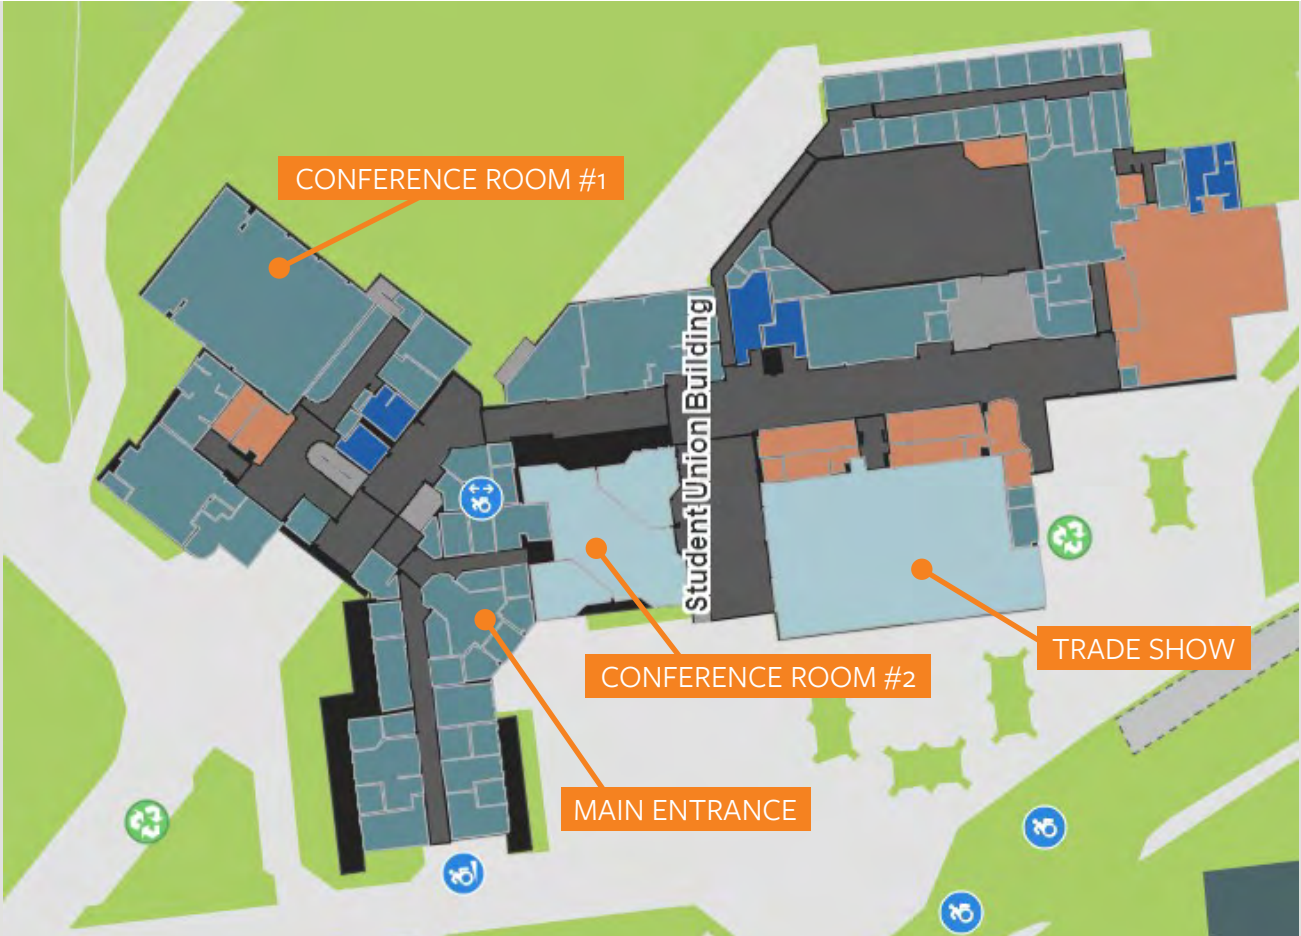 CONFERENCE ROOM #1
Student Union Building
TRADE SHOW
CONFERENCE ROOM #2
MAIN ENTRANCE